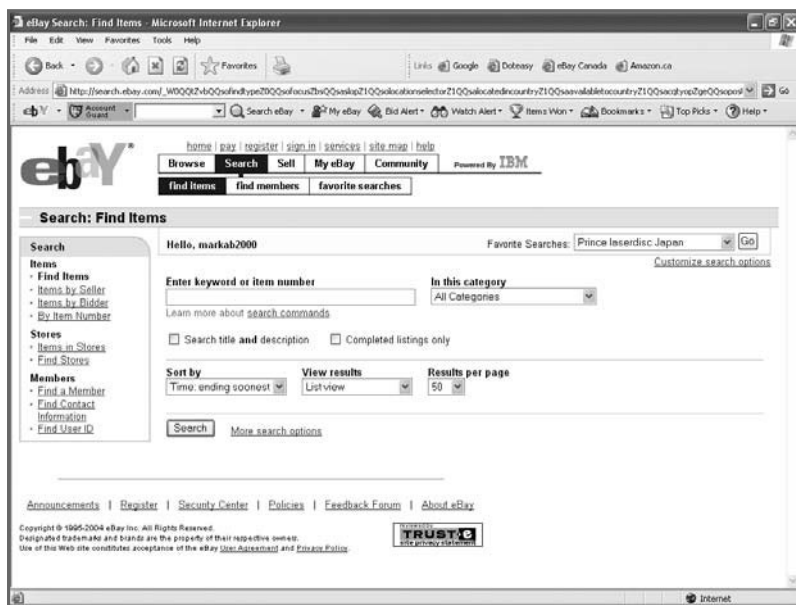 eBay Search: Find Items - Microsoft Internet Explorer
File Edit View Favorites Tools Help
Back Favorites Links Google Doteasy eBay Canada Amazon.ca
Address Go
ebY Account Guard Search eBay My eBay Bid Alert Watch Alert Items Won Bookmarks Top Picks Help
home | pay | register | sign in | services | site map | help
ebaY Browse Search Sell My eBay Community Powered By IBM
find items find members favorite searches
Search: Find Items
Search
Items
Find Items
Items by Seller
Items by Bidder
By Item Number
Stores
Items in Stores
Find Stores
Members
Find a Member
Find Contact
Information
Find User ID
Hello, markab2000 Favorite Searches: Prince laserdisc Japan Go
Customize search options
Enter keyword or item number In this category
All Categories
Learn more about search commands
Search title and description Completed listings only
Sort by View results Results per page
Time: ending soonest List view 50
Search More search options
Announcements | Register | Security Center | Policies | Feedback Forum | About eBay
Copyright © 1995-2004 eBay Inc. All Rights Reserved.
Designated trademarks and brands are the property of their respective owners.
Use of this Web site constitutes acceptance of the eBay User Agreement and Privacy Policy.
TRUSTe
site privacy statement
Internet